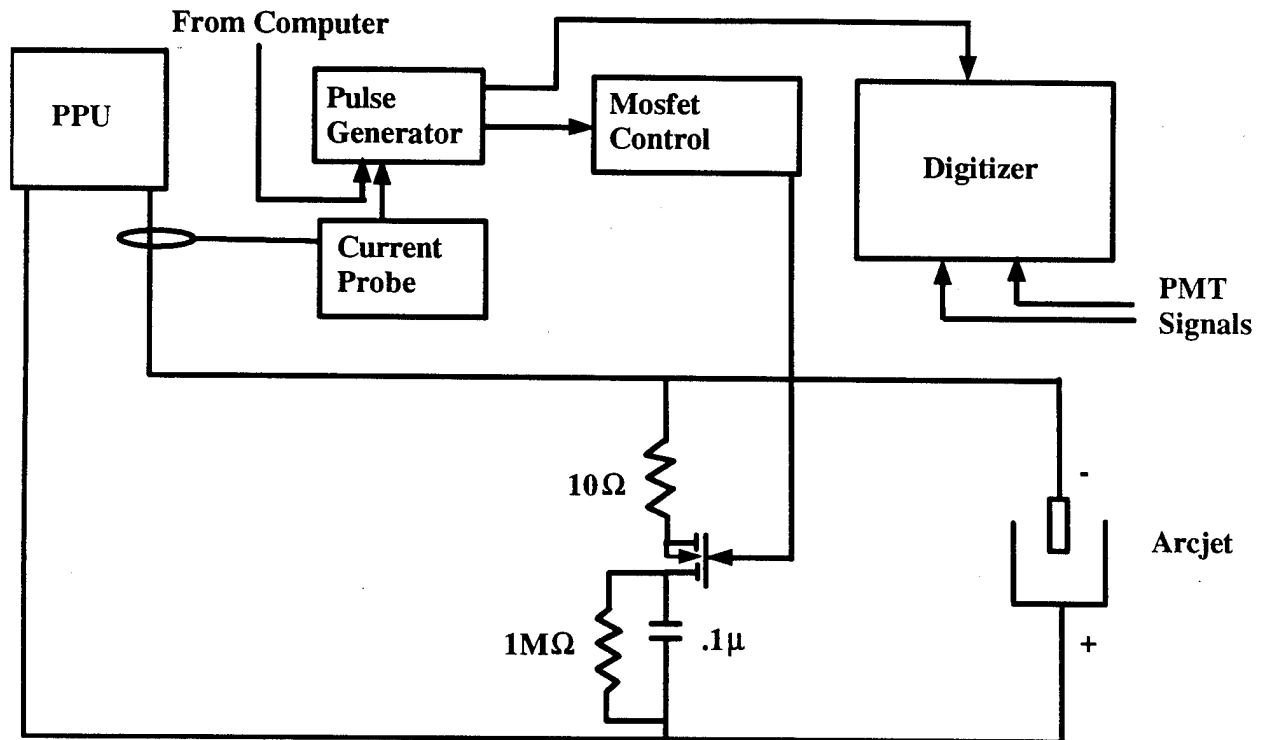 From Computer
PPU
Pulse
Generator
Mosfet
Control
Digitizer
Current
Probe
PMT
Signals
10Ω
-
Arcjet
1MΩ
.1μ
+